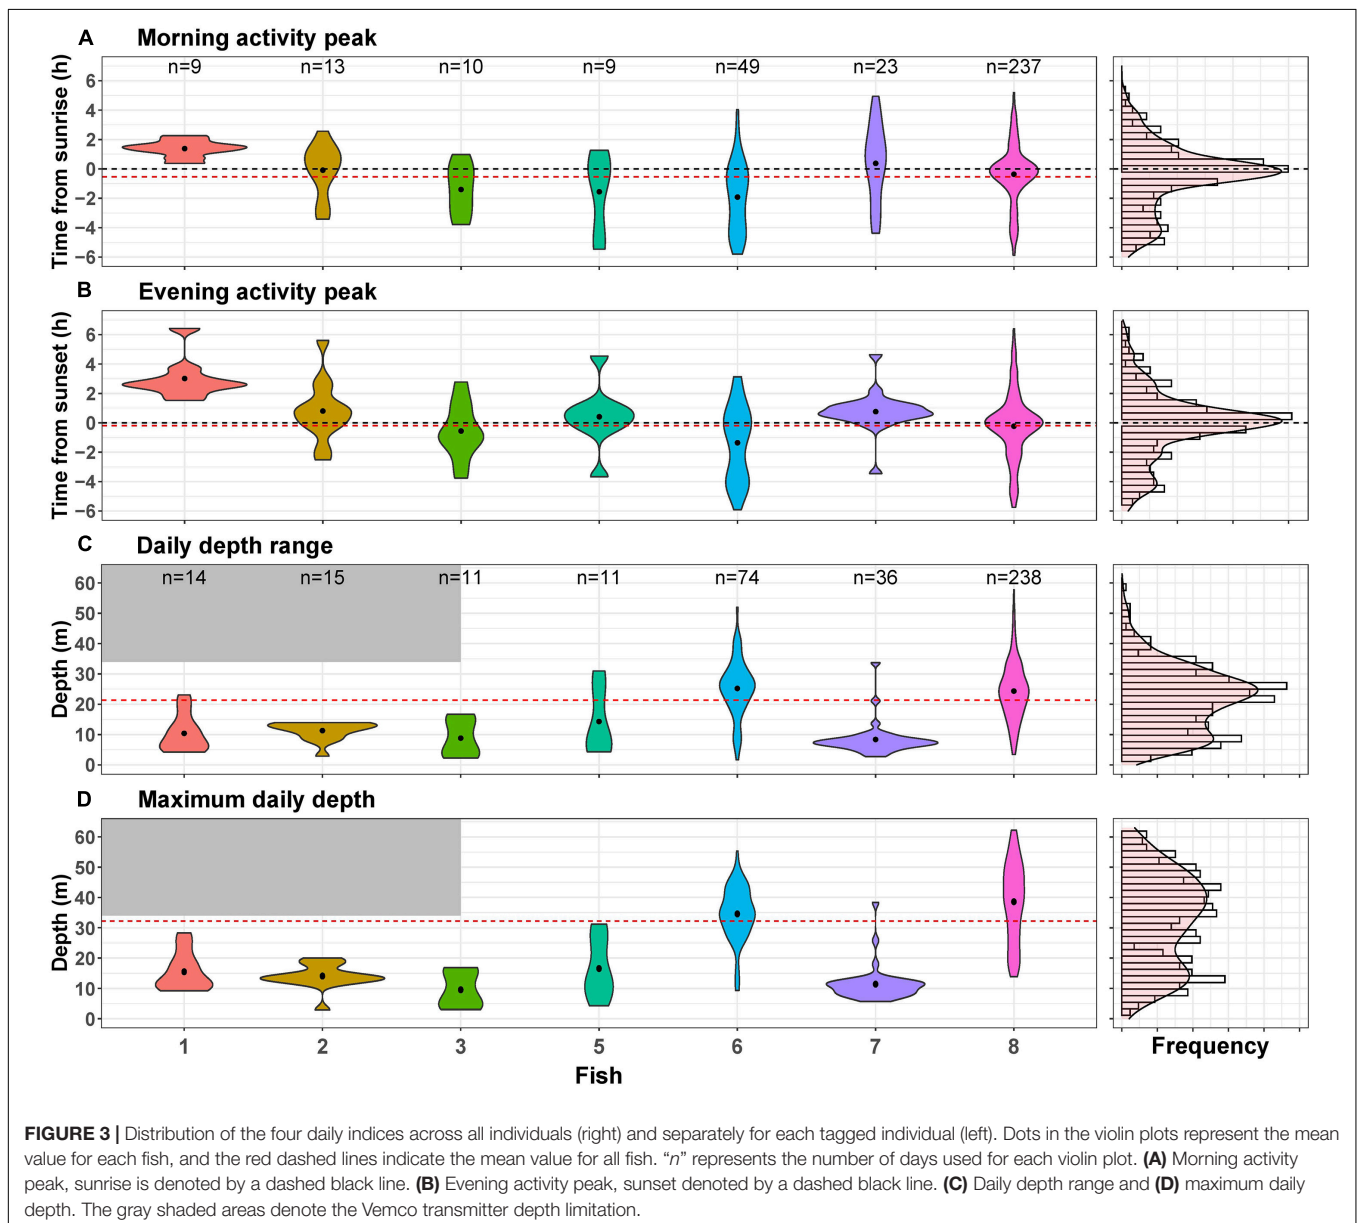 A Morning activity peak
n=9 n=13 n=10 n=9 n=49 n=23 n=237
Time from sunrise (h)
6
4
2
0
−2
−4
−6
B Evening activity peak
Time from sunset (h)
6
4
2
0
−2
−4
−6
C Daily depth range
n=14 n=15 n=11 n=11 n=74 n=36 n=238
Depth (m)
60
50
40
30
20
10
0
D Maximum daily depth
Depth (m)
60
50
40
30
20
10
0
1 2 3 5 6 7 8
Fish
Frequency
FIGURE 3 | Distribution of the four daily indices across all individuals (right) and separately for each tagged individual (left). Dots in the violin plots represent the mean
value for each fish, and the red dashed lines indicate the mean value for all fish. “n” represents the number of days used for each violin plot. (A) Morning activity
peak, sunrise is denoted by a dashed black line. (B) Evening activity peak, sunset denoted by a dashed black line. (C) Daily depth range and (D) maximum daily
depth. The gray shaded areas denote the Vemco transmitter depth limitation.